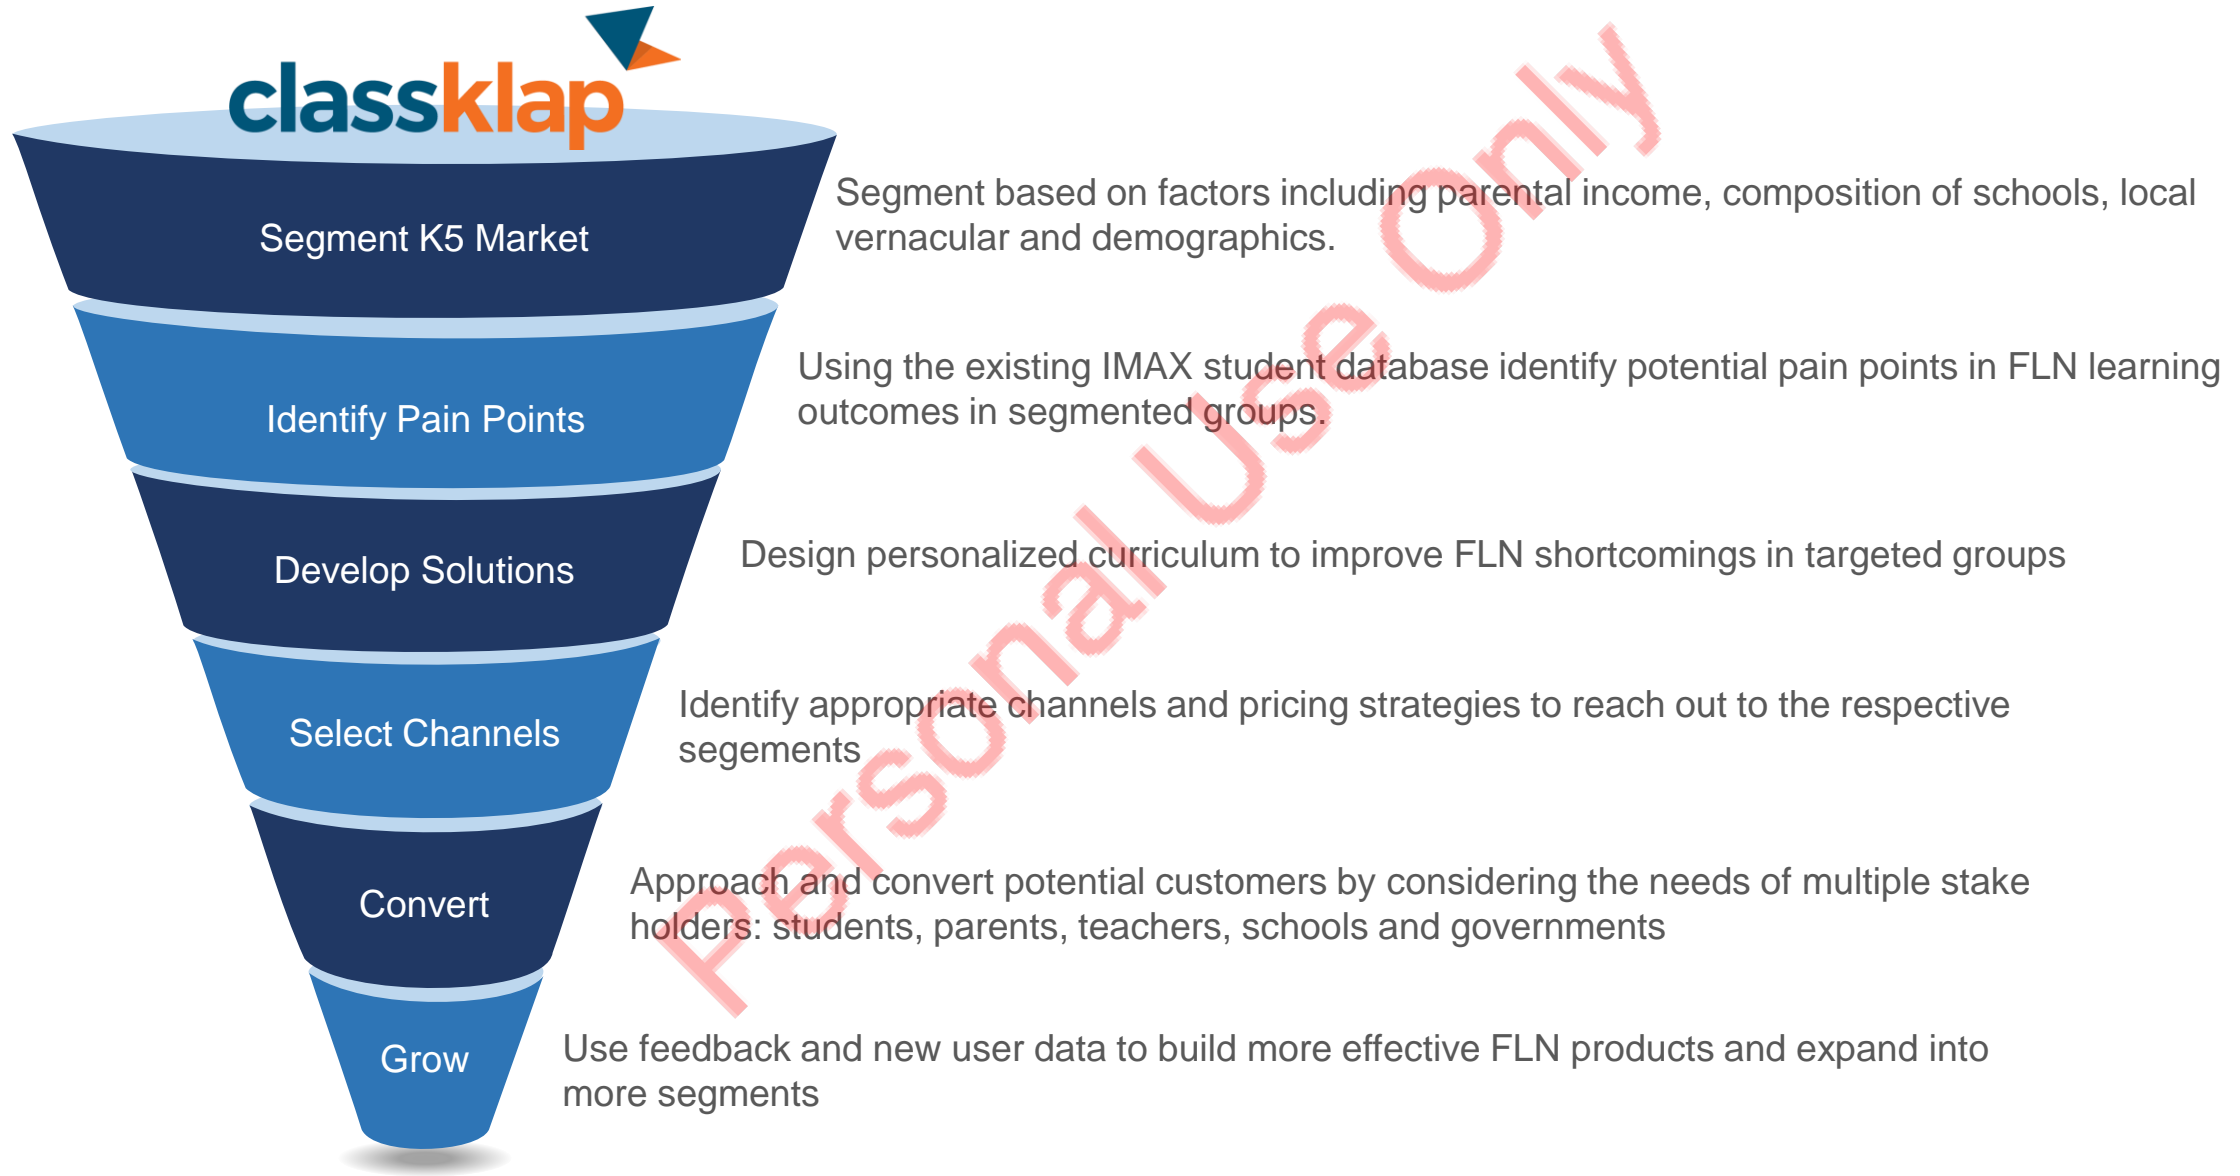 classklap
Segment K5 Market
Segment based on factors including parental income, composition of schools, local
vernacular and demographics.
Identify Pain Points
Using the existing IMAX student database identify potential pain points in FLN learning
outcomes in segmented groups.
Develop Solutions
Design personalized curriculum to improve FLN shortcomings in targeted groups
Select Channels
Identify appropriate channels and pricing strategies to reach out to the respective
segements
Convert
Approach and convert potential customers by considering the needs of multiple stake
holders: students, parents, teachers, schools and governments
Grow
Use feedback and new user data to build more effective FLN products and expand into
more segments
Personal Use Only